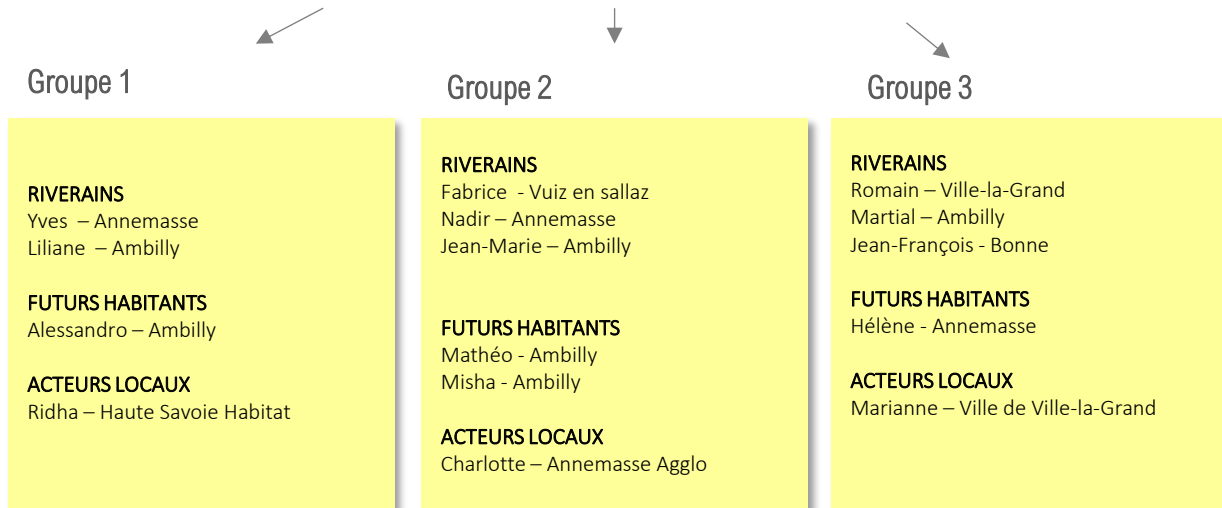 Groupe 1
RIVERAINS
Yves – Annemasse
Liliane – Ambilly
FUTURS HABITANTS
Alessandro – Ambilly
ACTEURS LOCAUX
Ridha – Haute Savoie Habitat
Groupe 2
RIVERAINS
Fabrice - Vuiz en sallaz
Nadir – Annemasse
Jean-Marie – Ambilly
FUTURS HABITANTS
Mathéo - Ambilly
Misha - Ambilly
ACTEURS LOCAUX
Charlotte – Annemasse Agglo
Groupe 3
RIVERAINS
Romain – Ville-la-Grand
Martial – Ambilly
Jean-François - Bonne
FUTURS HABITANTS
Hélène - Annemasse
ACTEURS LOCAUX
Marianne – Ville de Ville-la-Grand